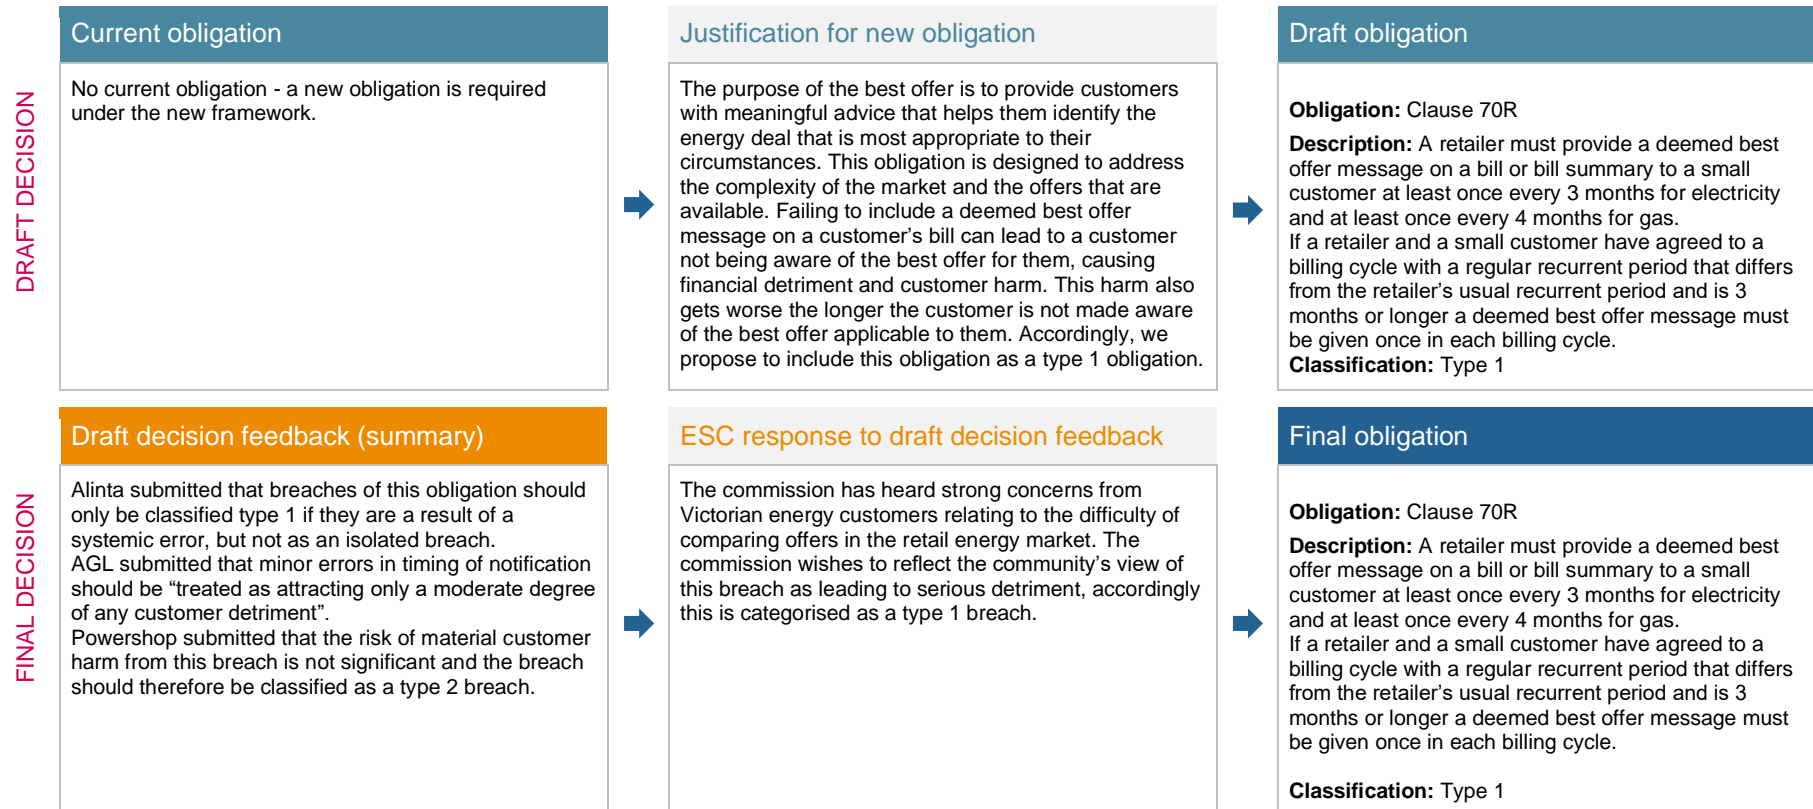 DRAFT DECISION
Current obligation
No current obligation - a new obligation is required
under the new framework.
Justification for new obligation
The purpose of the best offer is to provide customers
with meaningful advice that helps them identify the
energy deal that is most appropriate to their
circumstances. This obligation is designed to address
the complexity of the market and the offers that are
available. Failing to include a deemed best offer
message on a customer’s bill can lead to a customer
not being aware of the best offer for them, causing
financial detriment and customer harm. This harm also
gets worse the longer the customer is not made aware
of the best offer applicable to them. Accordingly, we
propose to include this obligation as a type 1 obligation.
Draft obligation
Obligation: Clause 70R
Description: A retailer must provide a deemed best
offer message on a bill or bill summary to a small
customer at least once every 3 months for electricity
and at least once every 4 months for gas.
If a retailer and a small customer have agreed to a
billing cycle with a regular recurrent period that differs
from the retailer’s usual recurrent period and is 3
months or longer a deemed best offer message must
be given once in each billing cycle.
Classification: Type 1
FINAL DECISION
Draft decision feedback (summary)
Alinta submitted that breaches of this obligation should
only be classified type 1 if they are a result of a
systemic error, but not as an isolated breach.
AGL submitted that minor errors in timing of notification
should be “treated as attracting only a moderate degree
of any customer detriment”.
Powershop submitted that the risk of material customer
harm from this breach is not significant and the breach
should therefore be classified as a type 2 breach.
ESC response to draft decision feedback
The commission has heard strong concerns from
Victorian energy customers relating to the difficulty of
comparing offers in the retail energy market. The
commission wishes to reflect the community’s view of
this breach as leading to serious detriment, accordingly
this is categorised as a type 1 breach.
Final obligation
Obligation: Clause 70R
Description: A retailer must provide a deemed best
offer message on a bill or bill summary to a small
customer at least once every 3 months for electricity
and at least once every 4 months for gas.
If a retailer and a small customer have agreed to a
billing cycle with a regular recurrent period that differs
from the retailer’s usual recurrent period and is 3
months or longer a deemed best offer message must
be given once in each billing cycle.
Classification: Type 1